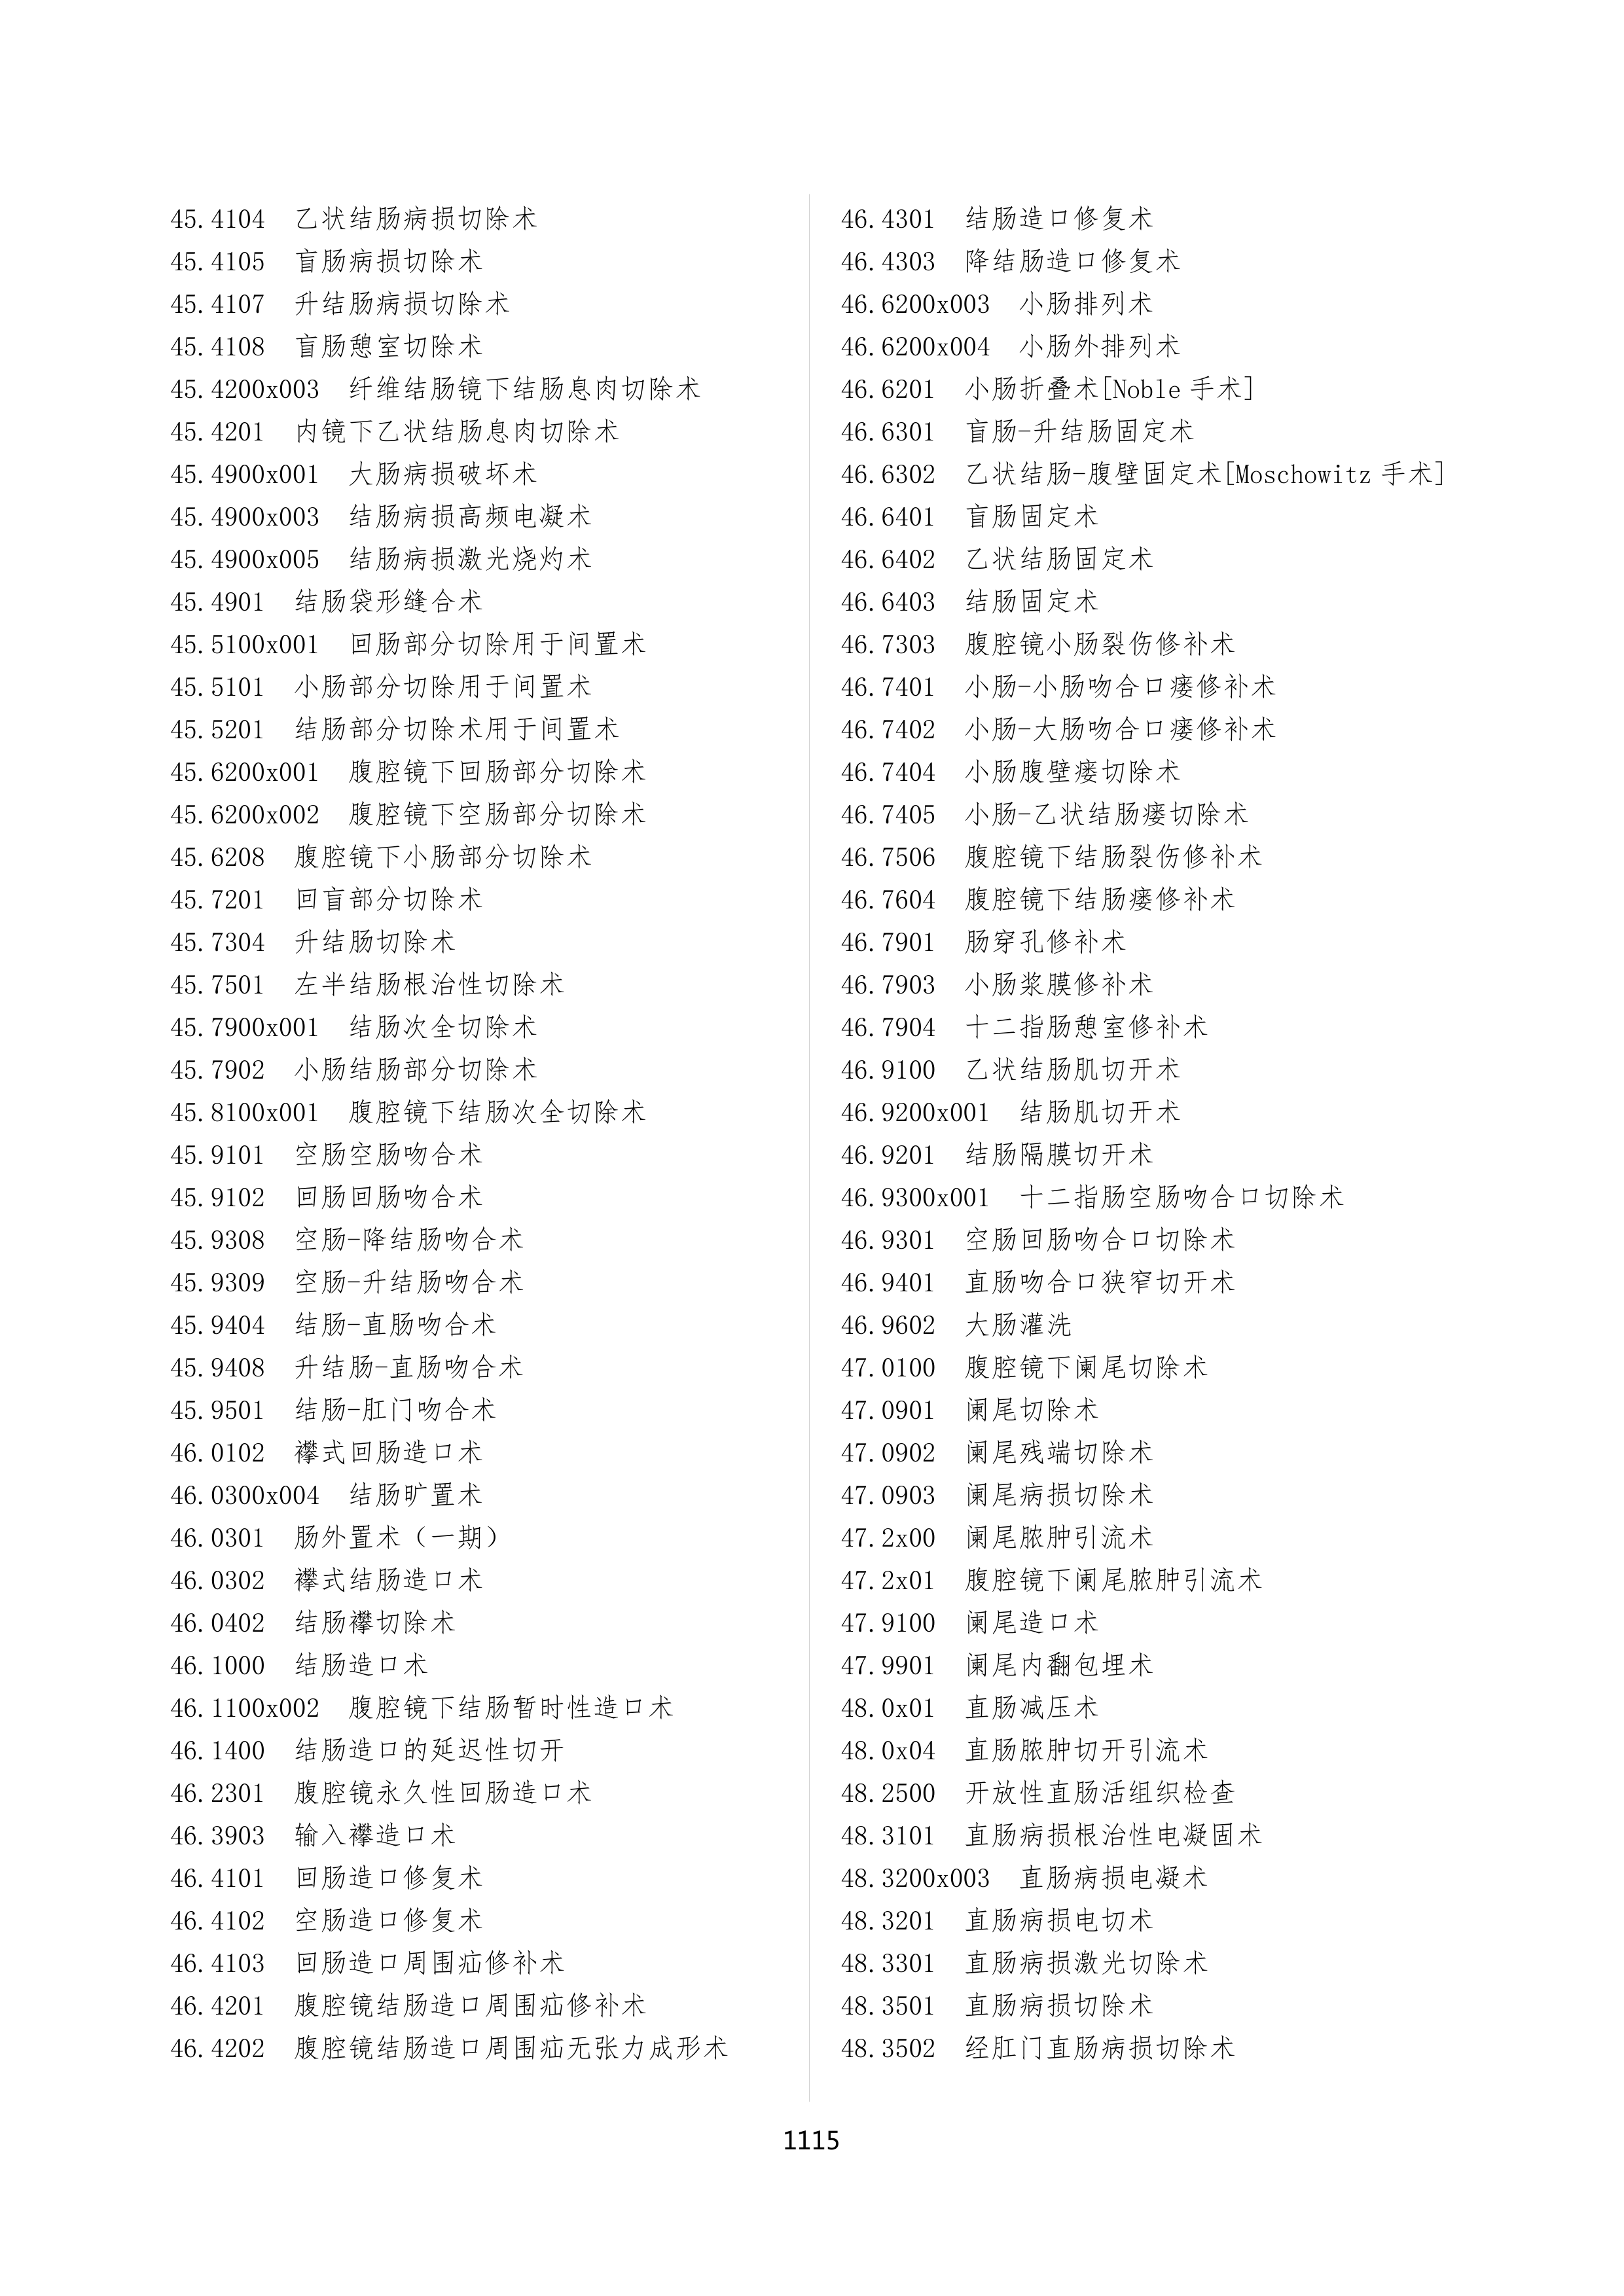 45.4104 乙状结肠病损切除术
45.4105 盲肠病损切除术
45.4107 升结肠病损切除术
45.4108 盲肠憩室切除术
45.4200x003 纤维结肠镜下结肠息肉切除术
45.4201 内镜下乙状结肠息肉切除术
45.4900x001 大肠病损破坏术
45.4900x003 结肠病损高频电凝术
45.4900x005 结肠病损激光烧灼术
45.4901 结肠袋形缝合术
45.5100x001 回肠部分切除用于间置术
45.5101 小肠部分切除用于间置术
45.5201 结肠部分切除术用于间置术
45.6200x001 腹腔镜下回肠部分切除术
45.6200x002 腹腔镜下空肠部分切除术
45.6208 腹腔镜下小肠部分切除术
45.7201 回盲部分切除术
45.7304 升结肠切除术
45.7501 左半结肠根治性切除术
45.7900x001 结肠次全切除术
45.7902 小肠结肠部分切除术
45.8100x001 腹腔镜下结肠次全切除术
45.9101 空肠空肠吻合术
45.9102 回肠回肠吻合术
45.9308 空肠-降结肠吻合术
45.9309 空肠-升结肠吻合术
45.9404 结肠-直肠吻合术
45.9408 升结肠-直肠吻合术
45.9501 结肠-肛门吻合术
46.0102 襻式回肠造口术
46.0300x004 结肠旷置术
46.0301 肠外置术（一期）
46.0302 襻式结肠造口术
46.0402 结肠襻切除术
46.1000 结肠造口术
46.1100x002 腹腔镜下结肠暂时性造口术
46.1400 结肠造口的延迟性切开
46.2301 腹腔镜永久性回肠造口术
46.3903 输入襻造口术
46.4101 回肠造口修复术
46.4102 空肠造口修复术
46.4103 回肠造口周围疝修补术
46.4201 腹腔镜结肠造口周围疝修补术
46.4202 腹腔镜结肠造口周围疝无张力成形术
46.4301 结肠造口修复术
46.4303 降结肠造口修复术
46.6200x003 小肠排列术
46.6200x004 小肠外排列术
46.6201 小肠折叠术[Noble 手术]
46.6301 盲肠-升结肠固定术
46.6302 乙状结肠-腹壁固定术[Moschowitz 手术]
46.6401 盲肠固定术
46.6402 乙状结肠固定术
46.6403 结肠固定术
46.7303 腹腔镜小肠裂伤修补术
46.7401 小肠-小肠吻合口瘘修补术
46.7402 小肠-大肠吻合口瘘修补术
46.7404 小肠腹壁瘘切除术
46.7405 小肠-乙状结肠瘘切除术
46.7506 腹腔镜下结肠裂伤修补术
46.7604 腹腔镜下结肠瘘修补术
46.7901 肠穿孔修补术
46.7903 小肠浆膜修补术
46.7904 十二指肠憩室修补术
46.9100 乙状结肠肌切开术
46.9200x001 结肠肌切开术
46.9201 结肠隔膜切开术
46.9300x001 十二指肠空肠吻合口切除术
46.9301 空肠回肠吻合口切除术
46.9401 直肠吻合口狭窄切开术
46.9602 大肠灌洗
47.0100 腹腔镜下阑尾切除术
47.0901 阑尾切除术
47.0902 阑尾残端切除术
47.0903 阑尾病损切除术
47.2x00 阑尾脓肿引流术
47.2x01 腹腔镜下阑尾脓肿引流术
47.9100 阑尾造口术
47.9901 阑尾内翻包埋术
48.0x01 直肠减压术
48.0x04 直肠脓肿切开引流术
48.2500 开放性直肠活组织检查
48.3101 直肠病损根治性电凝固术
48.3200x003 直肠病损电凝术
48.3201 直肠病损电切术
48.3301 直肠病损激光切除术
48.3501 直肠病损切除术
48.3502 经肛门直肠病损切除术
1115